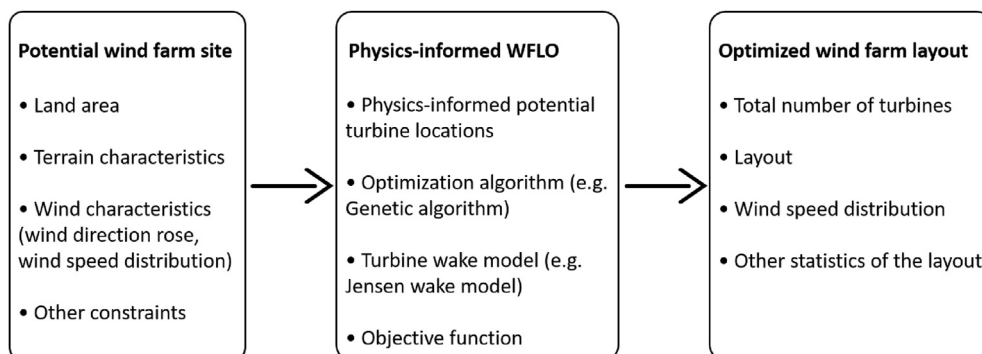 Potential wind farm site
• Land area
• Terrain characteristics
• Wind characteristics
(wind direction rose,
wind speed distribution)
• Other constraints
Physics-informed WFLO
• Physics-informed potential
turbine locations
• Optimization algorithm (e.g.
Genetic algorithm)
• Turbine wake model (e.g.
Jensen wake model)
• Objective function
Optimized wind farm layout
• Total number of turbines
• Layout
• Wind speed distribution
• Other statistics of the layout